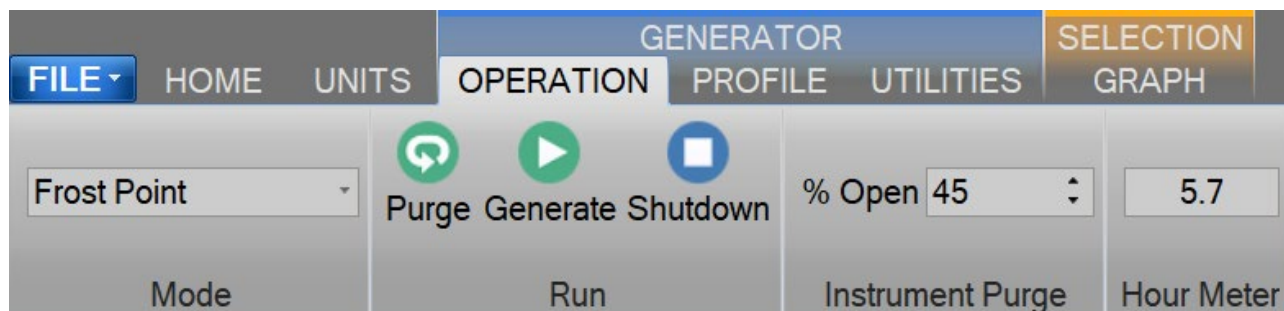 GENERATOR SELECTION
FILE HOME UNITS OPERATION PROFILE UTILITIES GRAPH
Frost Point % Open 45 5.7
Purge Generate Shutdown
Mode Run Instrument Purge Hour Meter